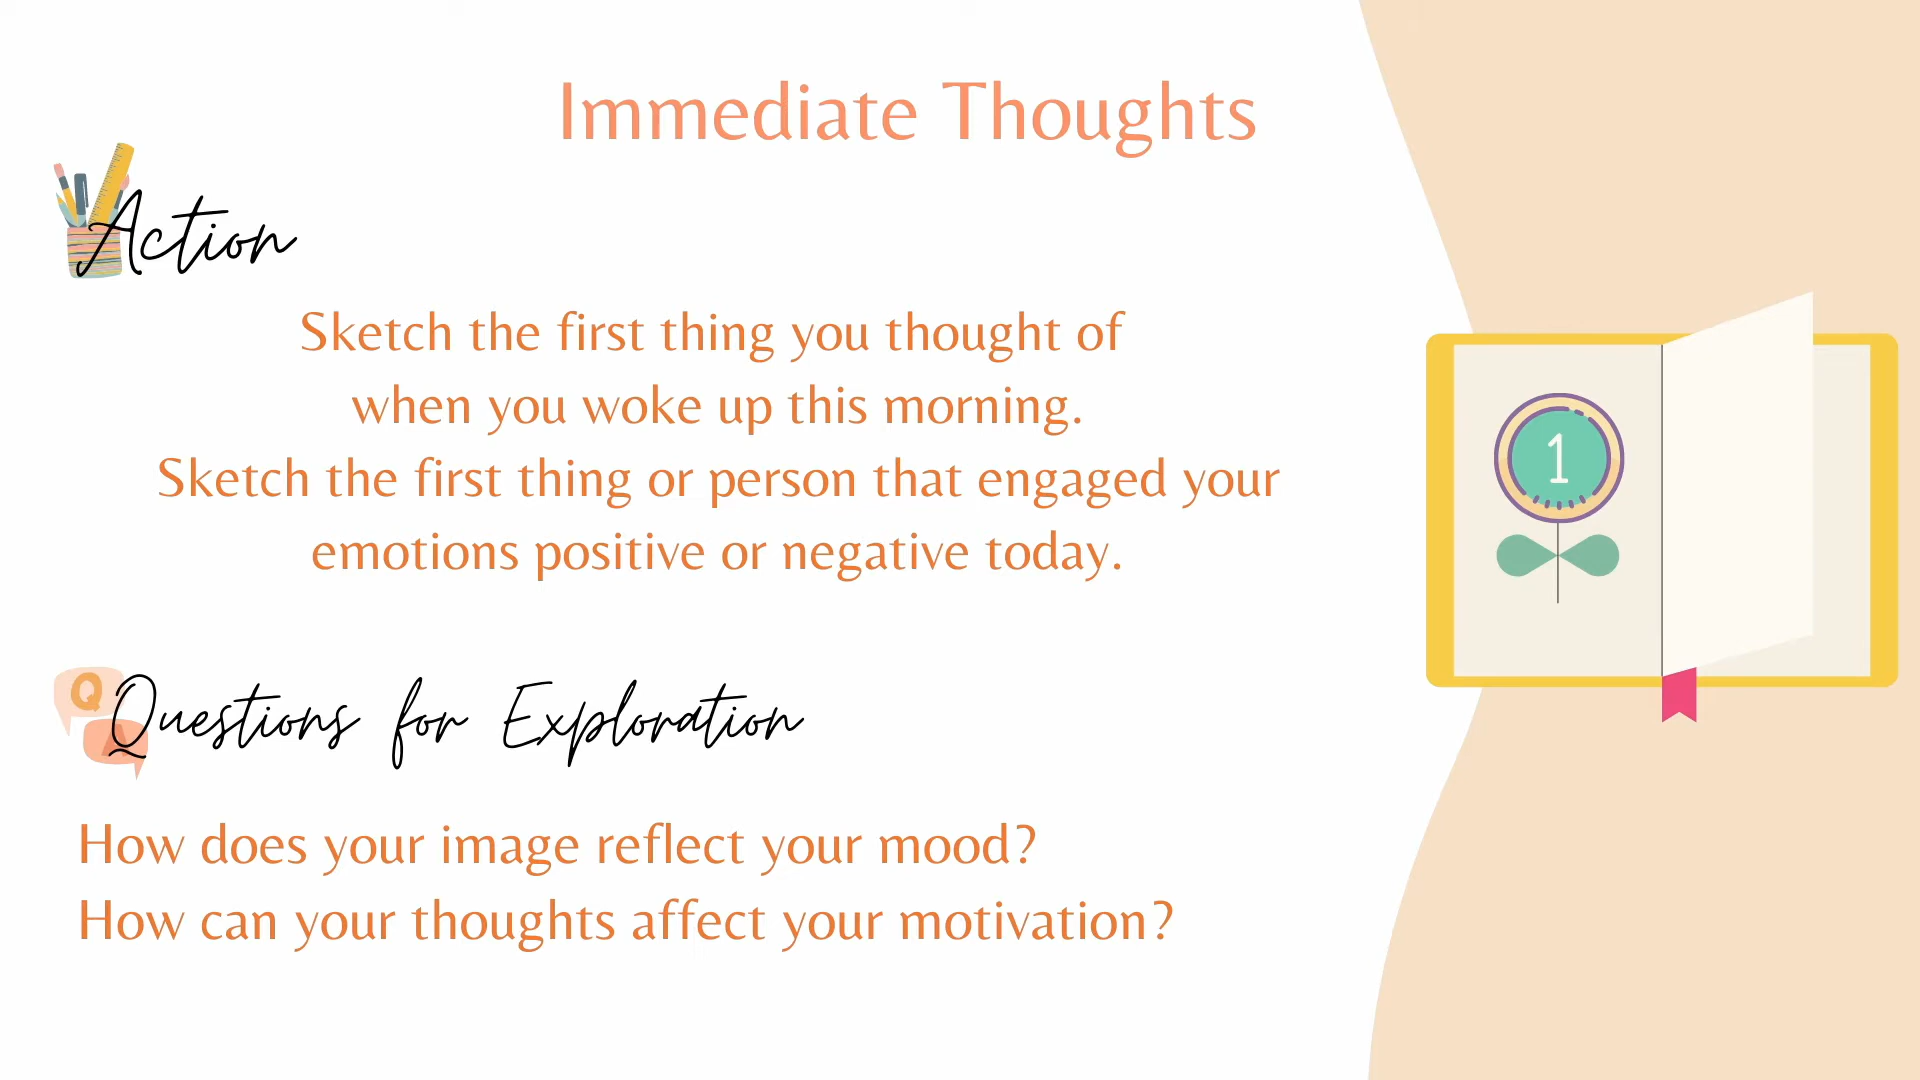 Immediate Thoughts
Action
Sketch the first thing you thought of
when you woke up this morning.
Sketch the first thing or person that engaged your
emotions positive or negative today.
1
Q
A
Questions for Exploration
How does your image reflect your mood?
How can your thoughts affect your motivation?